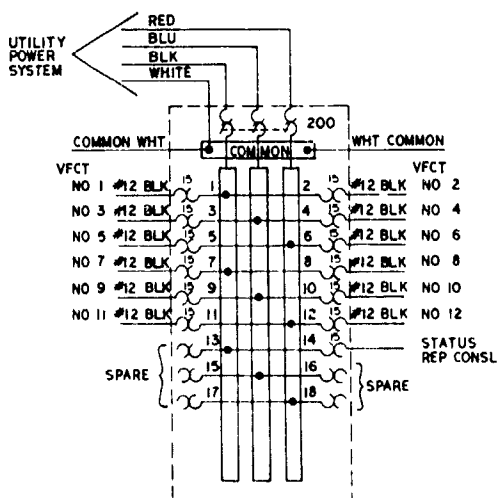 RED
BLU
BLK
WHITE
UTILITY
POWER
SYSTEM
200
COMMON WHT
COMMON
WHT COMMON
VFCT
VFCT
NO 1 #12 BLK 15 1 2 15 #12 BLK NO 2
NO 3 #12 BLK 15 3 4 15 #12 BLK NO 4
NO 5 #12 BLK 15 5 6 15 #12 BLK NO 6
NO 7 #12 BLK 15 7 8 15 #12 BLK NO 8
NO 9 #12 BLK 15 9 10 15 #12 BLK NO 10
NO 11 #12 BLK 15 11 12 15 #12 BLK NO 12
13 14 15 STATUS
REP CONSL
SPARE 15 16 SPARE
17 18